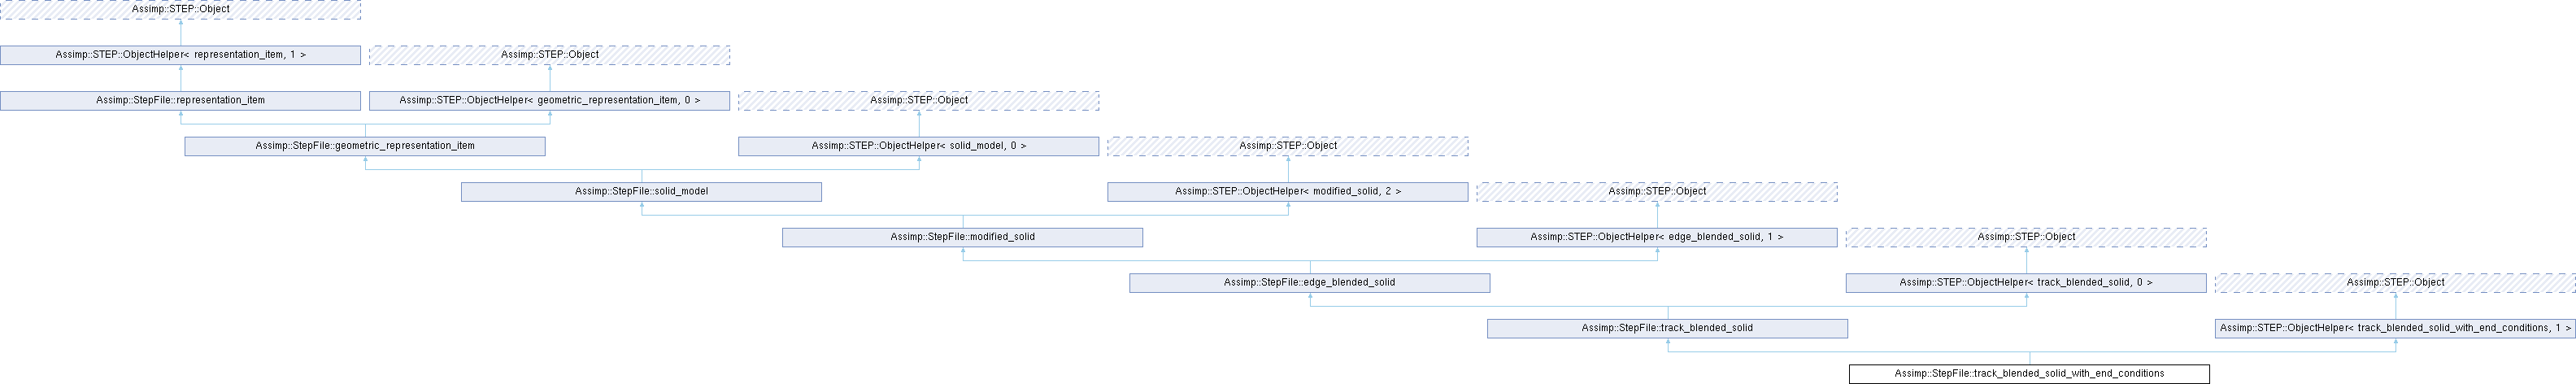 Assimp::STEP::Object
Assimp::STEP::ObjectHelper< representation_item, 1 >
Assimp::STEP::Object
Assimp::StepFile::representation_item
Assimp::STEP::ObjectHelper< geometric_representation_item, 0 >
Assimp::STEP::Object
Assimp::StepFile::geometric_representation_item
Assimp::STEP::ObjectHelper< solid_model, 0 >
Assimp::STEP::Object
Assimp::StepFile::solid_model
Assimp::STEP::ObjectHelper< modified_solid, 2 >
Assimp::STEP::Object
Assimp::StepFile::modified_solid
Assimp::STEP::ObjectHelper< edge_blended_solid, 1 >
Assimp::STEP::Object
Assimp::StepFile::edge_blended_solid
Assimp::STEP::ObjectHelper< track_blended_solid, 0 >
Assimp::STEP::Object
Assimp::StepFile::track_blended_solid
Assimp::STEP::ObjectHelper< track_blended_solid_with_end_conditions, 1 >
Assimp::StepFile::track_blended_solid_with_end_conditions